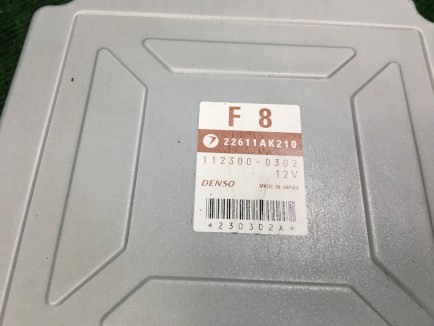 F 8
22611AK210
112300-0302
12V
DENSO MADE IN JAPAN
*230302A*